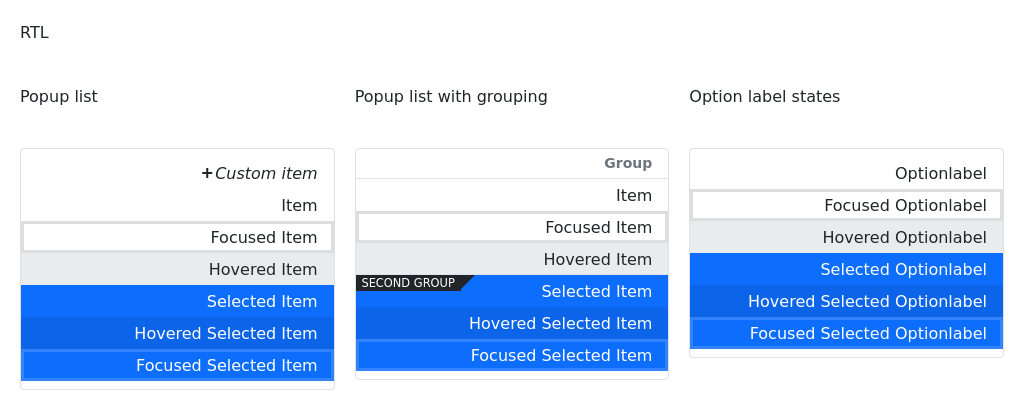 RTL
Popup list
+ Custom item
Item
Focused Item
Hovered Item
Selected Item
Hovered Selected Item
Focused Selected Item
Popup list with grouping
Group
Item
Focused Item
Hovered Item
SECOND GROUP
Selected Item
Hovered Selected Item
Focused Selected Item
Option label states
Optionlabel
Focused Optionlabel
Hovered Optionlabel
Selected Optionlabel
Hovered Selected Optionlabel
Focused Selected Optionlabel